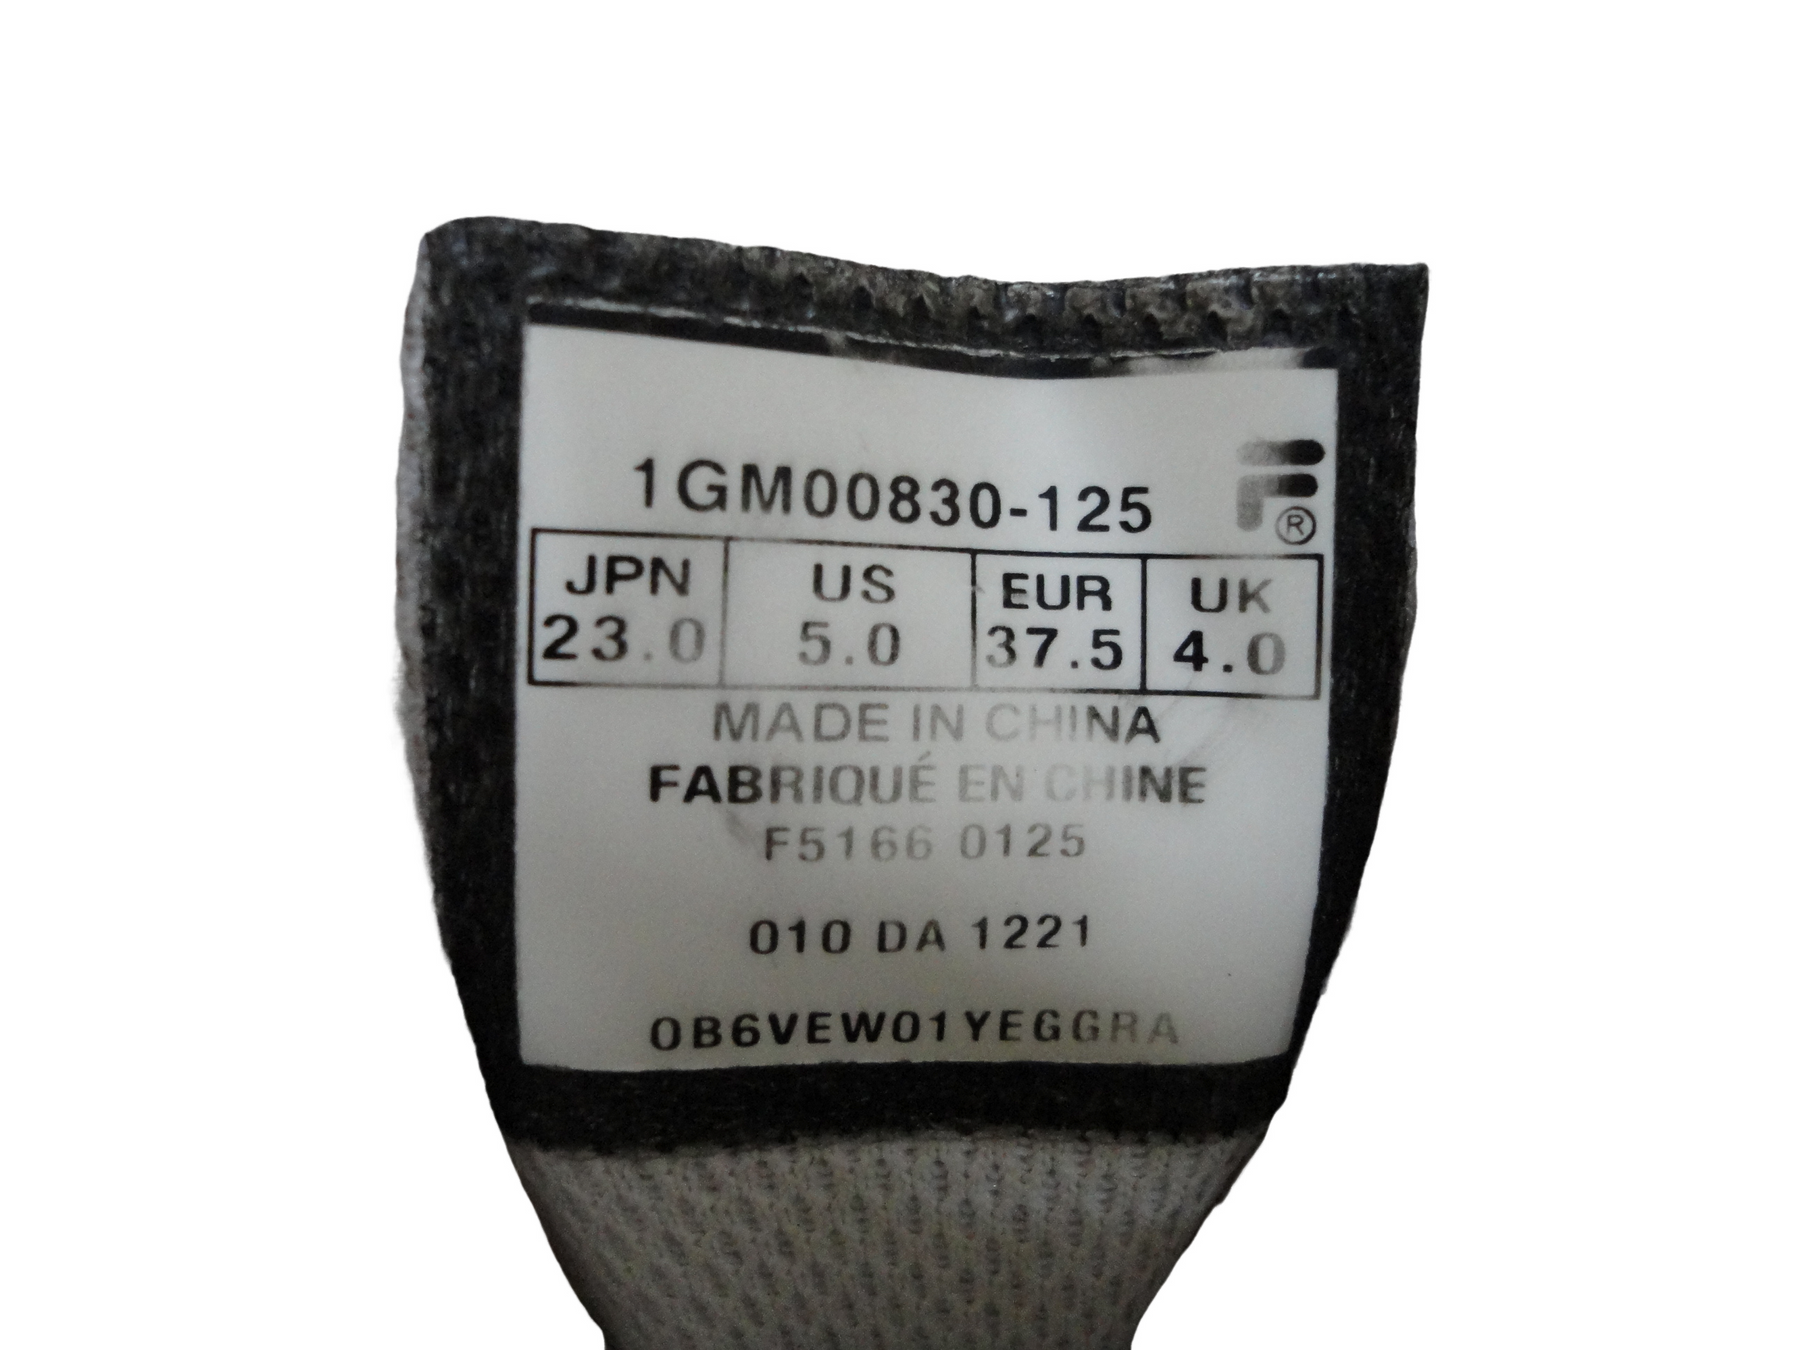 1GM00830-125
F®
JPN US EUR UK
23.0 5.0 37.5 4.0
MADE IN CHINA
FABRIQUÉ EN CHINE
F5166 0125
010 DA 1221
0B6VEW01YEGGRA